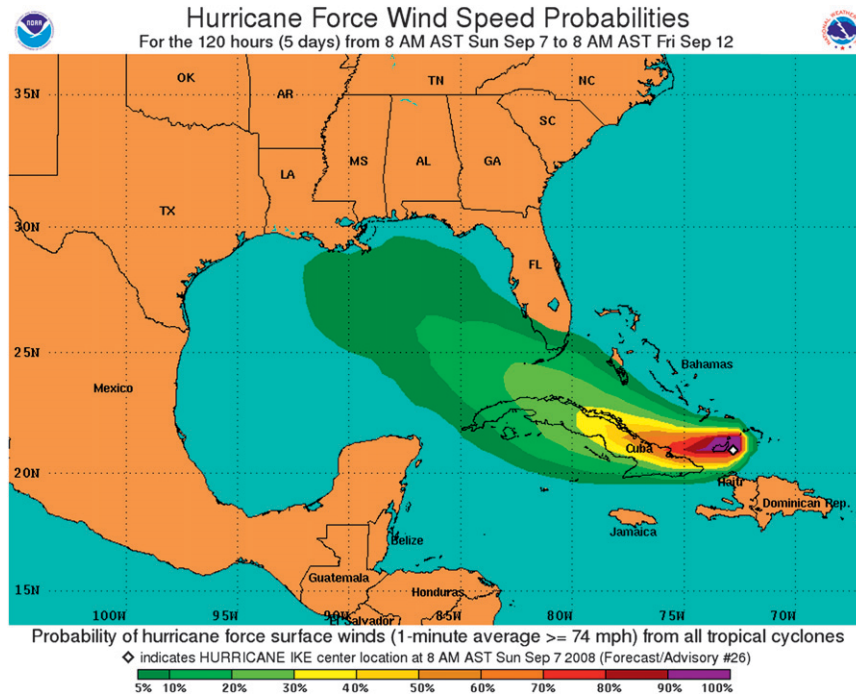 Hurricane Force Wind Speed Probabilities
For the 120 hours (5 days) from 8 AM AST Sun Sep 7 to 8 AM AST Fri Sep 12
NOAA
35N
OK
TN
NC
AR
SC
MS
AL
GA
LA
TX
30N
FL
25N
Bahamas
Mexico
Cuba
20N
Haiti
Dominican Rep.
Jamaica
Belize
Guatemala
Honduras
15N
100W
95W
90W
85W
80W
75W
70W
El Salvador
Probability of hurricane force surface winds (1-minute average >= 74 mph) from all tropical cyclones
indicates HURRICANE IKE center location at 8 AM AST Sun Sep 7 2008 (Forecast/Advisory #26)
5% 10% 20% 30% 40% 50% 60% 70% 80% 90% 100%